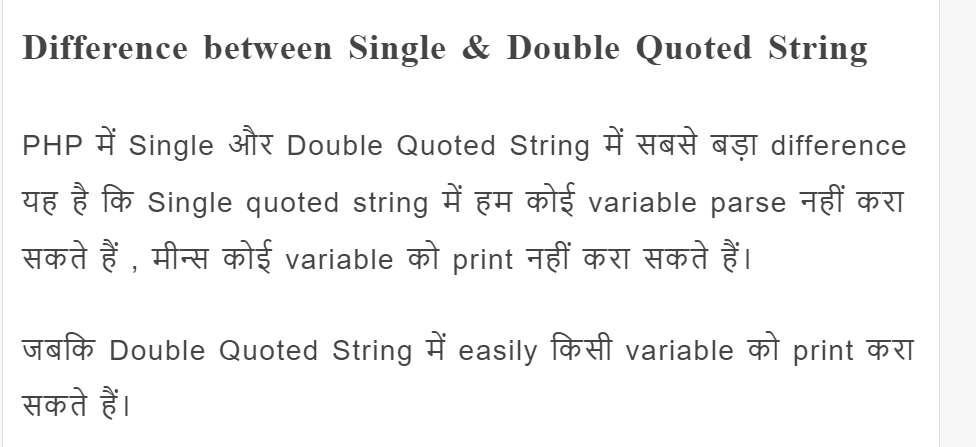 Difference between Single & Double Quoted String
PHP में Single और Double Quoted String में सबसे बड़ा difference
यह है कि Single quoted string में हम कोई variable parse नहीं करा
सकते हैं , मीन्स कोई variable को print नहीं करा सकते हैं।
जबकि Double Quoted String में easily किसी variable को print करा
सकते हैं।